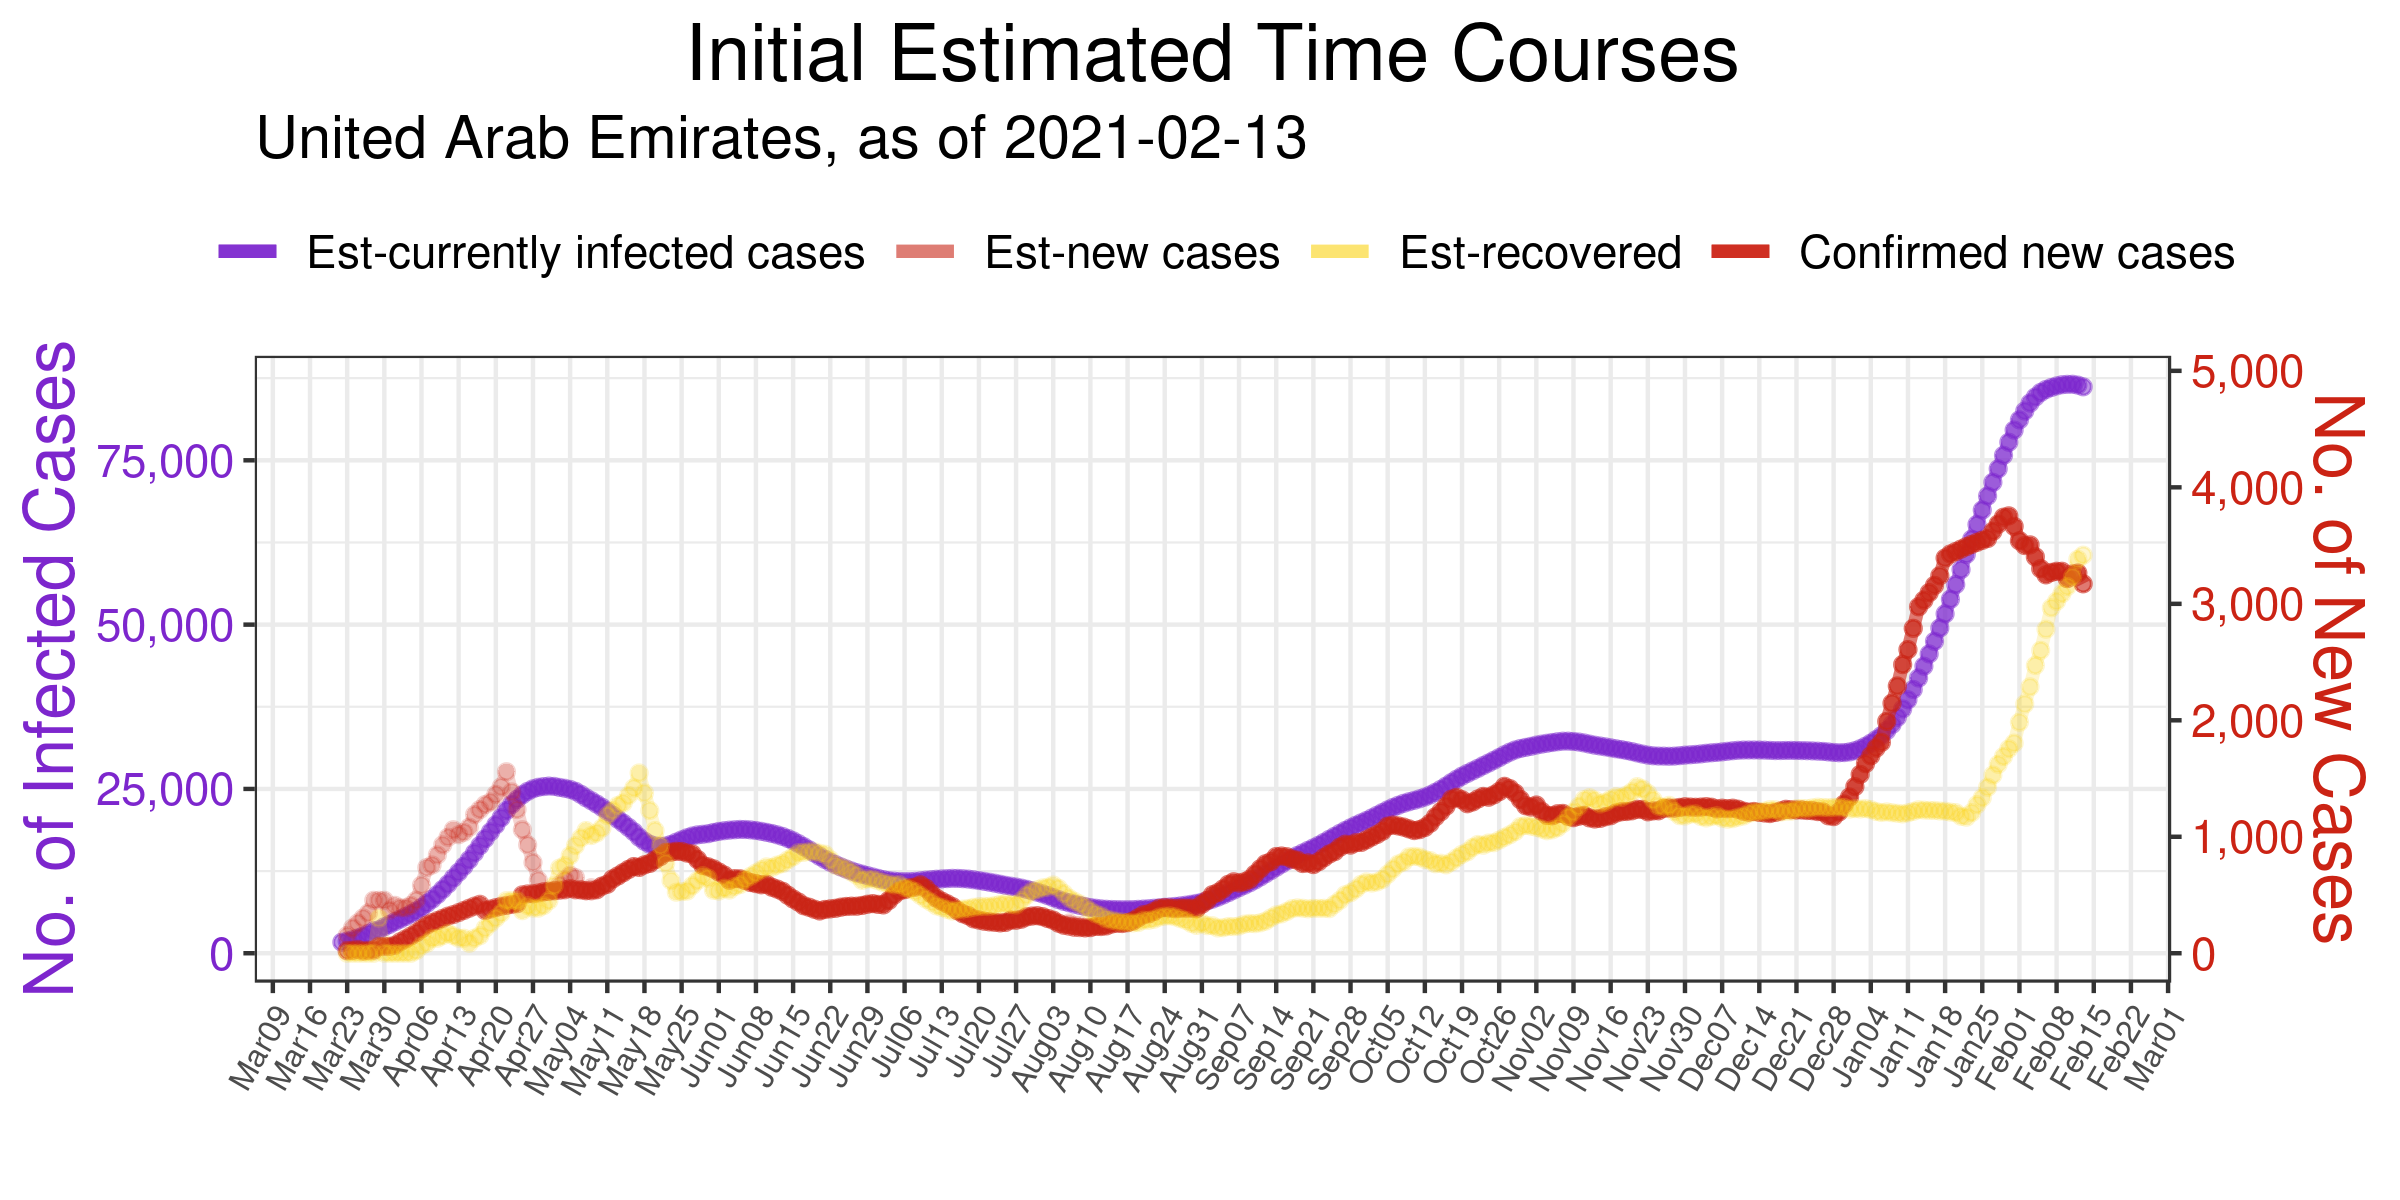 Initial Estimated Time Courses
United Arab Emirates, as of 2021-02-13
Est-currently infected cases Est-new cases Est-recovered Confirmed new cases
No. of Infected Cases
75,000
50,000
25,000
0
5,000
4,000
3,000
2,000
1,000
0
No. of New Cases
Mar09 Mar16 Mar23 Mar30 Apr06 Apr13 Apr20 Apr27 May04 May11 May18 May25 Jun01 Jun08 Jun15 Jun22 Jun29 Jul06 Jul13 Jul20 Jul27 Aug03 Aug10 Aug17 Aug24 Aug31 Sep07 Sep14 Sep21 Sep28 Oct05 Oct12 Oct19 Oct26 Nov02 Nov09 Nov16 Nov23 Nov30 Dec07 Dec14 Dec21 Dec28 Jan04 Jan11 Jan18 Jan25 Feb01 Feb08 Feb15 Feb22 Mar01